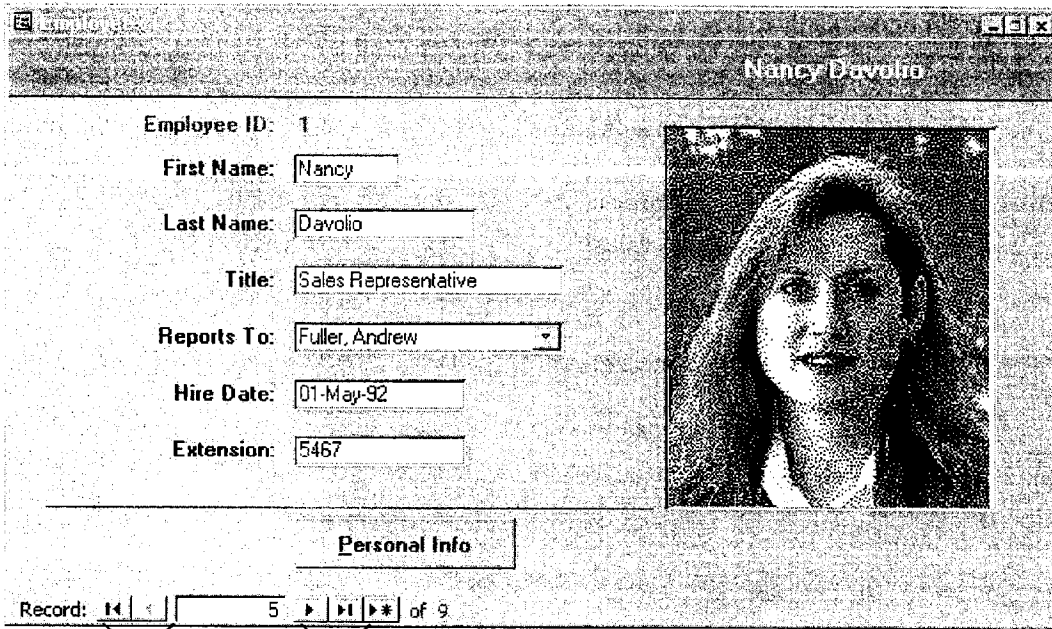 Employees
Nancy Davolio
Employee ID: 1
First Name: Nancy
Last Name: Davolio
Title: Sales Representative
Reports To: Fuller, Andrew
Hire Date: 01-May-92
Extension: 5467
Personal Info
Record: 5 of 9